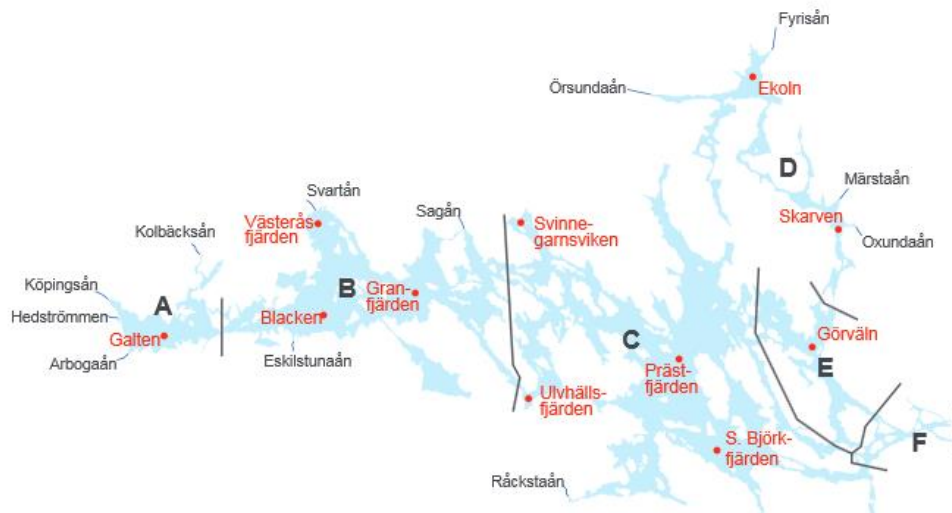 Fyrisån
Örsundaån
Ekoln
D
Märstaån
Svartån
Skarven
Västerås
fjärden
Sagån
Svinne-
garnsviken
Oxundaån
Kolbäcksån
Köpingsån
A
B
Gran-
fjärden
Hedströmmen
Galten
Blacken
C
Görväln
Arbogaån
Eskilstunaån
Präst-
fjärden
E
Ulvhälls-
fjärden
S. Björk-
fjärden
F
Råckstaån